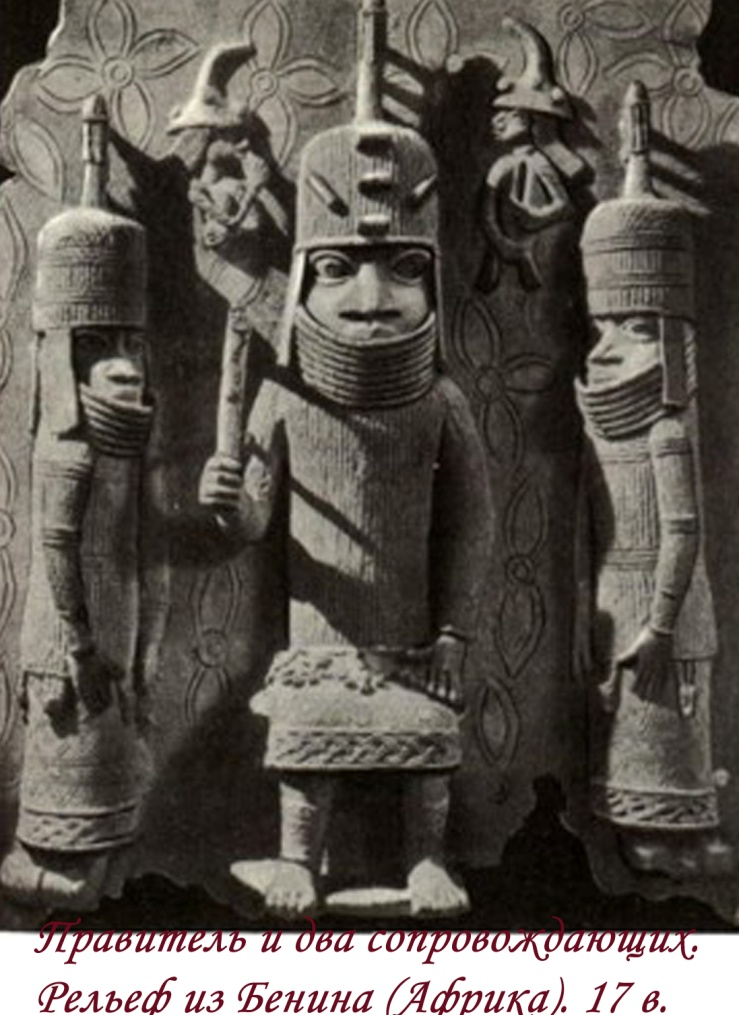 Правитель и два сопровождающих.
Рельеф из Бенина (Африка). 17 в.